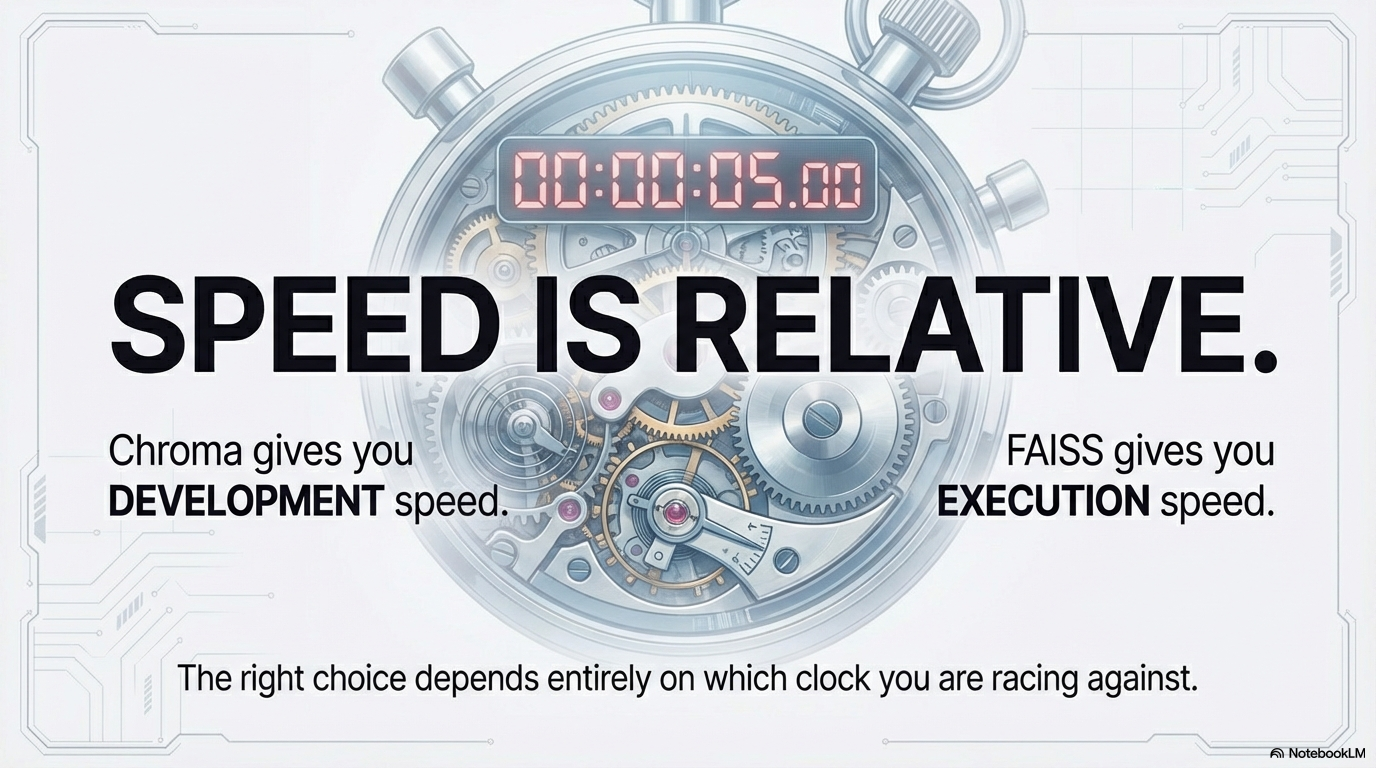 00:00:05.00
SPEED IS RELATIVE.
Chroma gives you
DEVELOPMENT speed.
FAISS gives you
EXECUTION speed.
The right choice depends entirely on which clock you are racing against.
NotebookLM